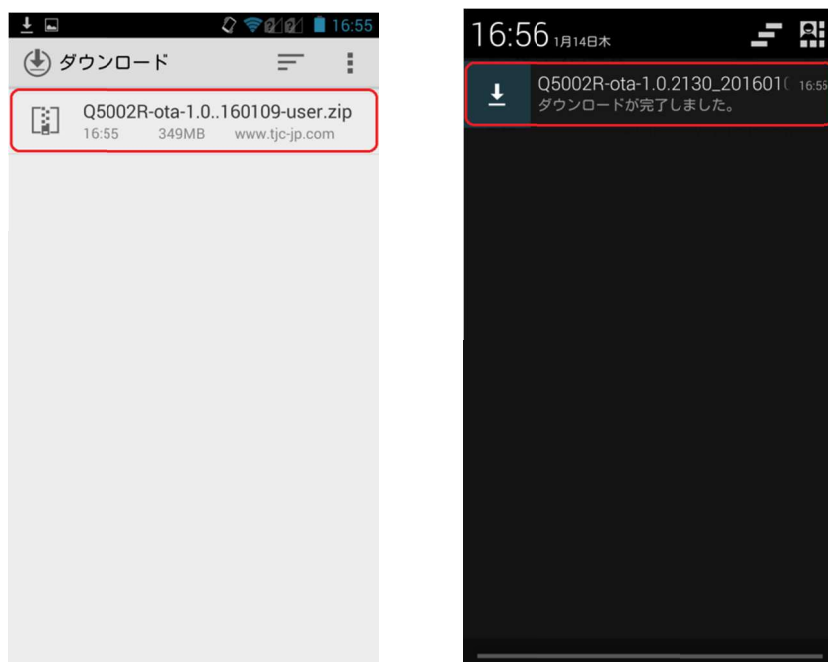 16:55
ダウンロード
Q5002R-ota-1.0..160109-user.zip
16:55 349MB www.tjc-jp.com
16:56 1月14日木
Q5002R-ota-1.0.2130_201601 16:55
ダウンロードが完了しました。